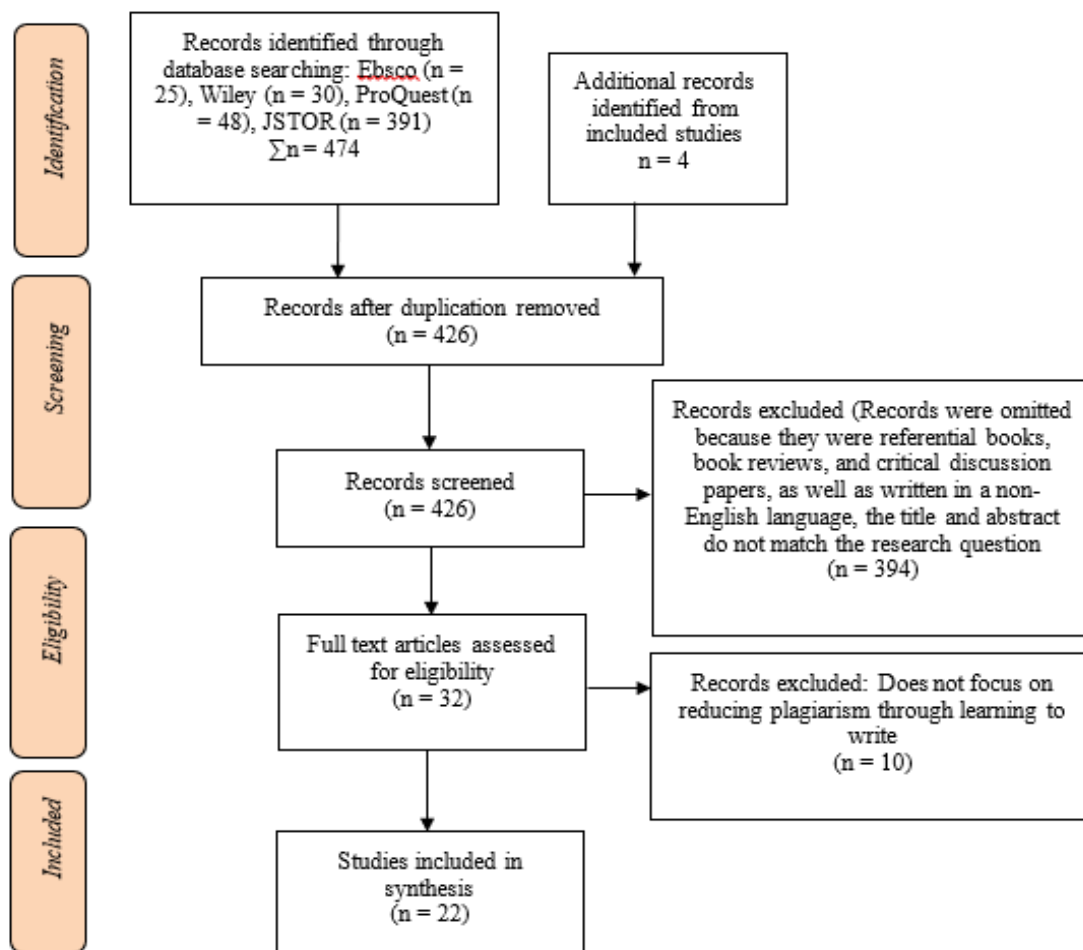 Identification
Records identified through
database searching: Ebsco (n =
25), Wiley (n = 30), ProQuest (n
= 48), JSTOR (n = 391)
∑n = 474
Additional records
identified from
included studies
n = 4
Screening
Records after duplication removed
(n = 426)
Records screened
(n = 426)
Records excluded (Records were omitted
because they were referential books,
book reviews, and critical discussion
papers, as well as written in a non-
English language, the title and abstract
do not match the research question
(n = 394)
Eligibility
Full text articles assessed
for eligibility
(n = 32)
Records excluded: Does not focus on
reducing plagiarism through learning to
write
(n = 10)
Included
Studies included in
synthesis
(n = 22)